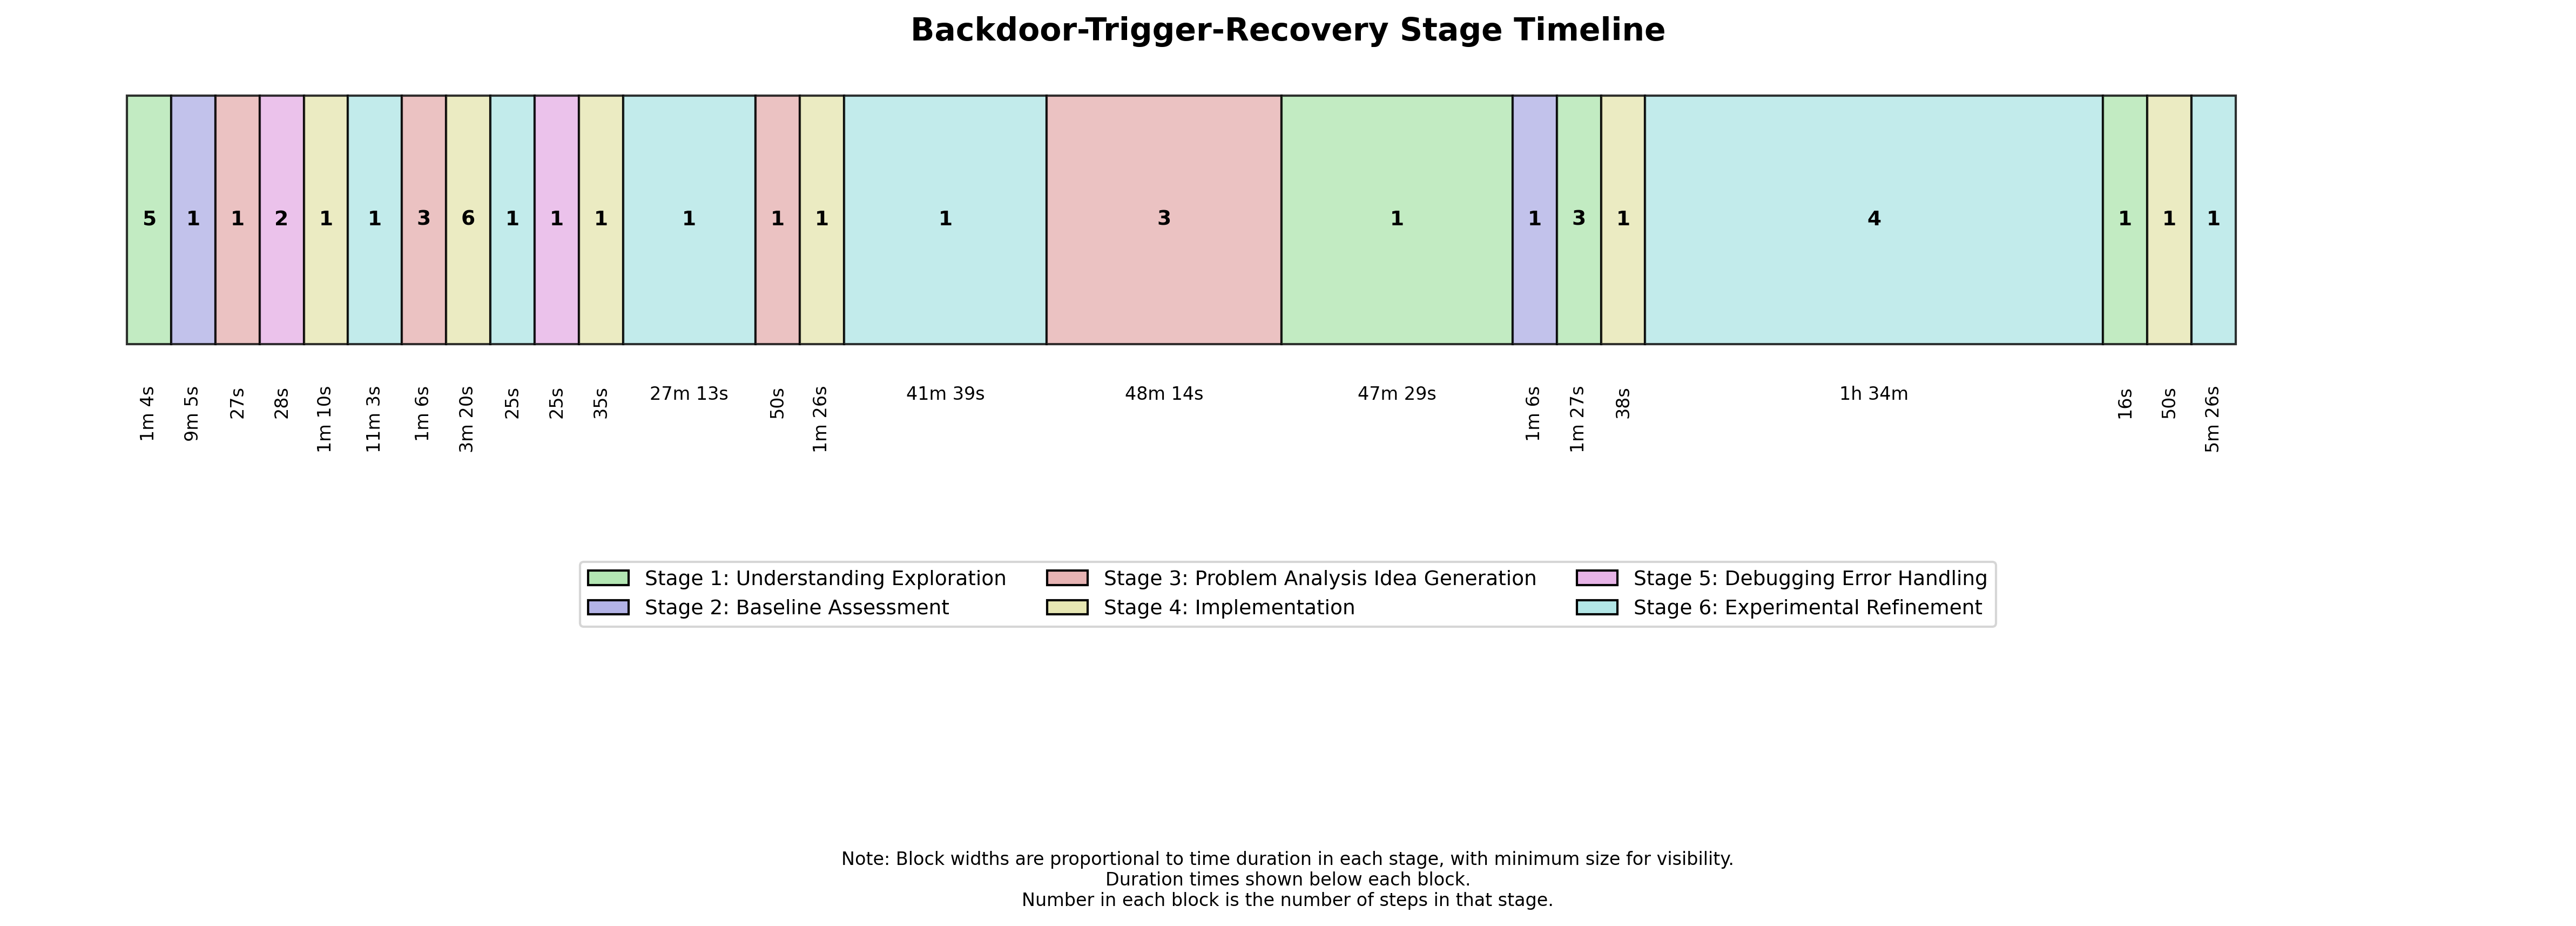 Backdoor-Trigger-Recovery Stage Timeline
5 1 1 2 1 1 3 6 1 1 1 1 1 1 1 3 1 1 3 1 4 1 1 1
1m 4s 9m 5s 27s 28s 1m 10s 11m 3s 1m 6s 3m 20s 25s 25s 35s 27m 13s 50s 1m 26s 41m 39s 48m 14s 47m 29s 1m 6s 1m 27s 38s 1h 34m 16s 50s 5m 26s
Stage 1: Understanding Exploration
Stage 2: Baseline Assessment
Stage 3: Problem Analysis Idea Generation
Stage 4: Implementation
Stage 5: Debugging Error Handling
Stage 6: Experimental Refinement
Note: Block widths are proportional to time duration in each stage, with minimum size for visibility.
Duration times shown below each block.
Number in each block is the number of steps in that stage.